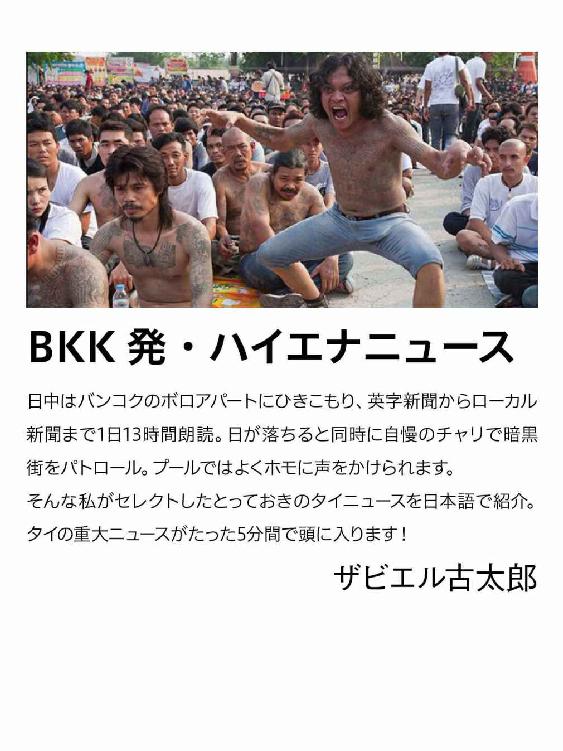 BKK 発・ハイエナニュース
日中はバンコクのボロアパートにひきこもり、英字新聞からローカル
新聞まで1日13時間朗読。日が落ちると同時に自慢のチャリで暗黒
街をパトロール。プールではよくホモに声をかけられます。
そんな私がセレクトしたとっておきのタイニュースを日本語で紹介。
タイの重大ニュースがたった5分間で頭に入ります！
ザビエル古太郎